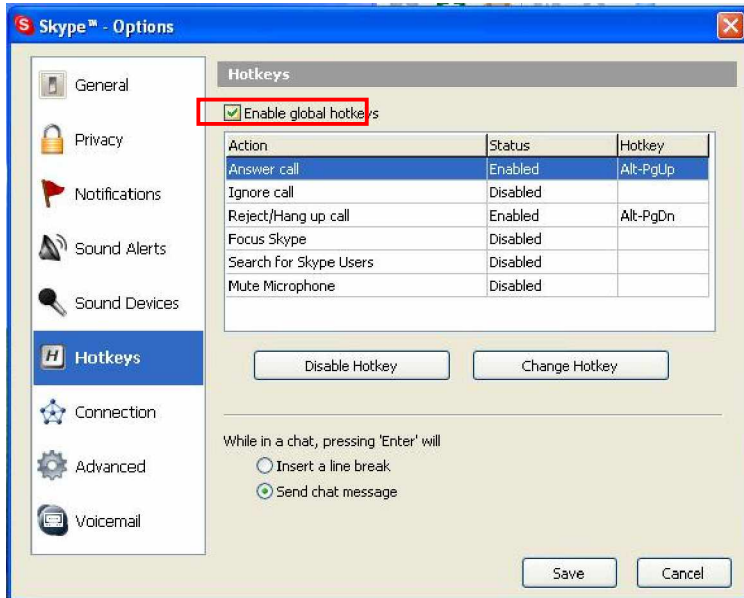 Skype™ - Options
General
Privacy
Notifications
Sound Alerts
Sound Devices
H Hotkeys
Connection
Advanced
Voicemail
Hotkeys
Enable global hotkeys
Action Status Hotkey
Answer call Enabled Alt-PgUp
Ignore call Disabled
Reject/Hang up call Enabled Alt-PgDn
Focus Skype Disabled
Search for Skype Users Disabled
Mute Microphone Disabled
Disable Hotkey Change Hotkey
While in a chat, pressing 'Enter' will
Insert a line break
Send chat message
Save Cancel